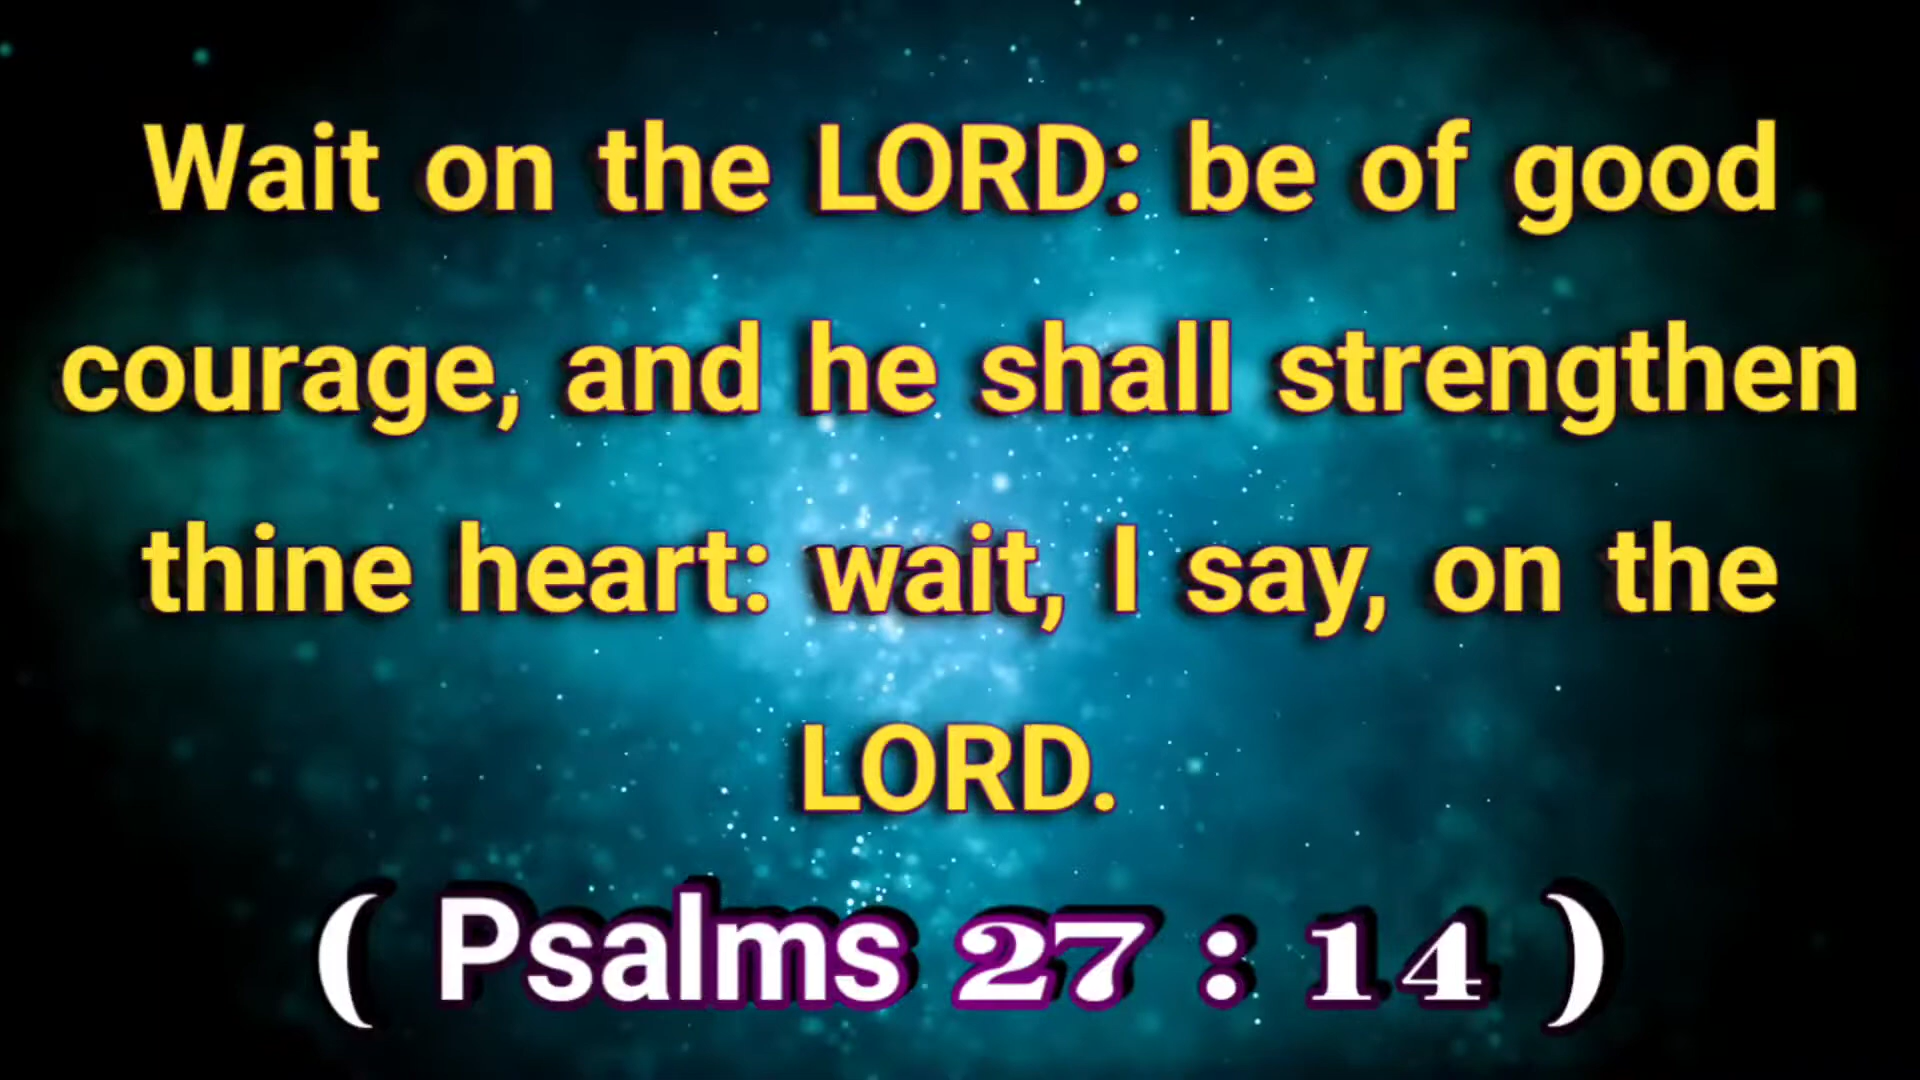 Wait on the LORD: be of good
courage, and he shall strengthen
thine heart: wait, I say, on the
LORD.
( Psalms 27 : 14 )